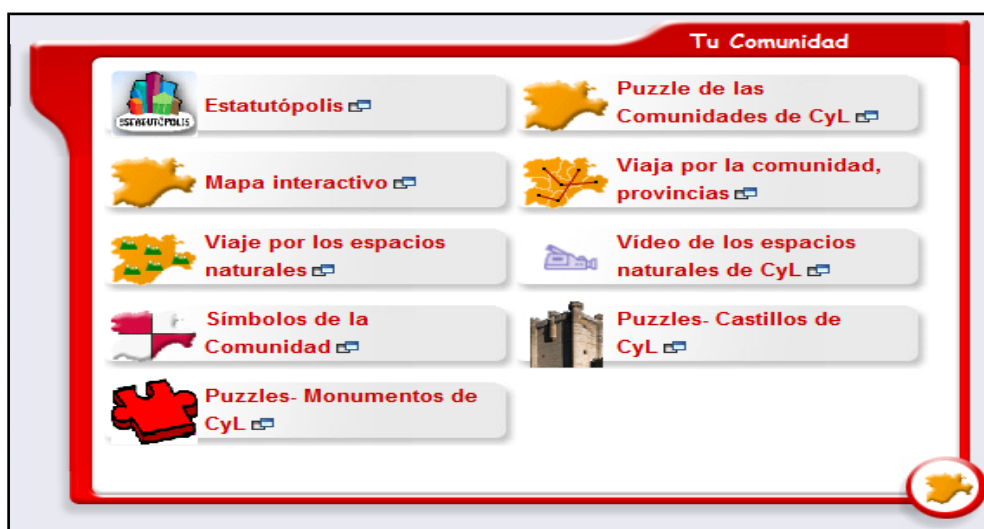 Tu Comunidad
ESTATUTÓPOLIS
Estatutópolis
Puzzle de las
Comunidades de CyL
Mapa interactivo
Viaja por la comunidad,
provincias
Viaje por los espacios
naturales
Vídeo de los espacios
naturales de CyL
Símbolos de la
Comunidad
Puzzles- Castillos de
CyL
Puzzles- Monumentos de
CyL